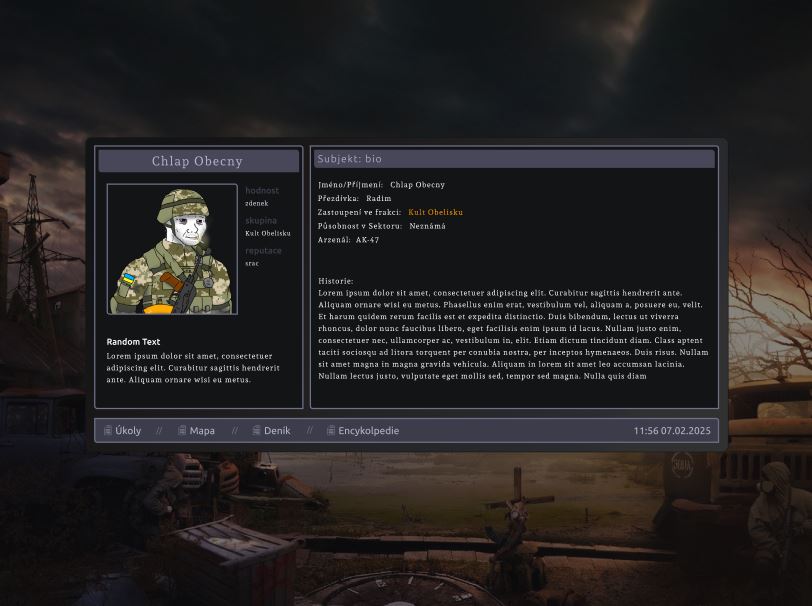 Chlap Obecny
hodnost
zdenek
skupina
Kult Obelisku
reputace
srac
Random Text
Lorem ipsum dolor sit amet, consectetuer
adipiscing elit. Curabitur sagittis hendrerit
ante. Aliquam ornare wisi eu metus.
Subjekt: bio
Jméno/Příjmení: Chlap Obecny
Přezdívka: Radim
Zastoupení ve frakci: Kult Obelisku
Působnost v Sektoru: Neznámá
Arzenál: AK-47
Historie:
Lorem ipsum dolor sit amet, consectetuer adipiscing elit. Curabitur sagittis hendrerit ante.
Aliquam ornare wisi eu metus. Phasellus enim erat, vestibulum vel, aliquam a, posuere eu, velit.
Et harum quidem rerum facilis est et expedita distinctio. Duis bibendum, lectus ut viverra
rhoncus, dolor nunc faucibus libero, eget facilisis enim ipsum id lacus. Nullam justo enim,
consectetuer nec, ullamcorper ac, vestibulum in, elit. Etiam dictum tincidunt diam. Class aptent
taciti sociosqu ad litora torquent per conubia nostra, per inceptos hymenaeos. Duis risus. Nullam
sit amet magna in magna gravida vehicula. Aliquam in lorem sit amet leo accumsan lacinia.
Nullam lectus justo, vulputate eget mollis sed, tempor sed magna. Nulla quis diam
Úkoly // Mapa // Deník // Encykolpedie 11:56 07.02.2025